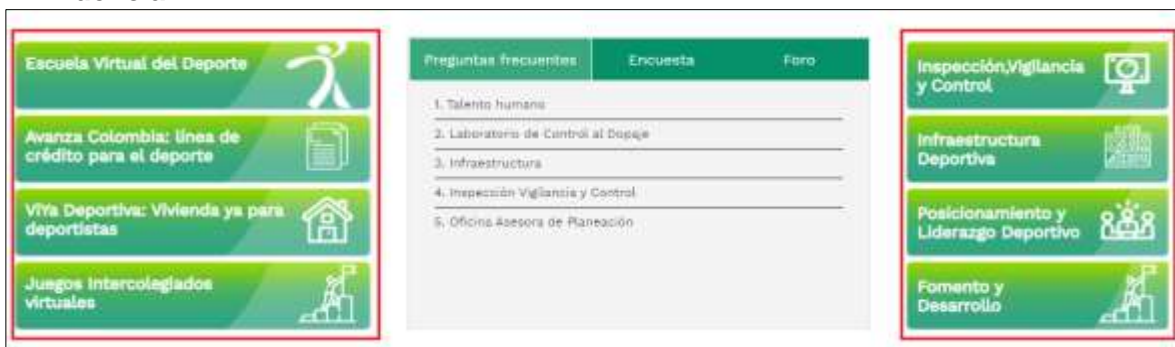 Escuela Virtual del Deporte
Avanza Colombia: línea de
crédito para el deporte
ViYa Deportiva: Vivienda ya para
deportistas
Juegos Intercolegiados
virtuales
Preguntas frecuentes
Encuesta
Foro
1. Talento humano
2. Laboratorio de Control al Dopaje
3. Infraestructura
4. Inspección Vigilancia y Control
5. Oficina Asesora de Planeación
Inspección,Vigilancia
y Control
Infraestructura
Deportiva
Posicionamiento y
Liderazgo Deportivo
Fomento y
Desarrollo